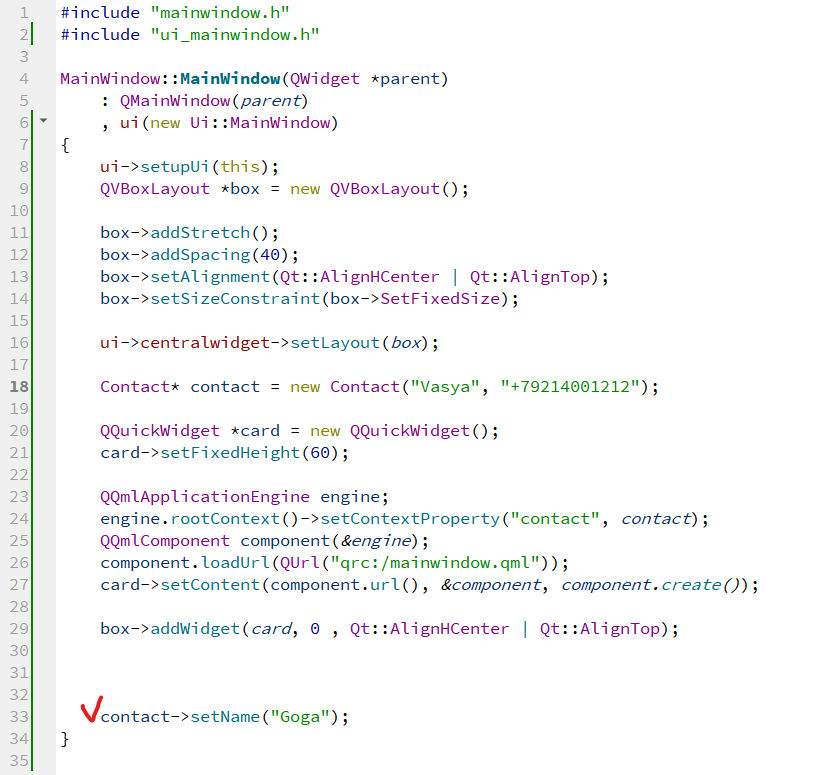 1 #include "mainwindow.h"
2 #include "ui_mainwindow.h"
3
4 MainWindow::MainWindow(QWidget *parent)
5     : QMainWindow(parent)
6     , ui(new Ui::MainWindow)
7 {
8     ui->setupUi(this);
9     QVBoxLayout *box = new QVBoxLayout();
10
11     box->addStretch();
12     box->addSpacing(40);
13     box->setAlignment(Qt::AlignHCenter | Qt::AlignTop);
14     box->setSizeConstraint(box->SetFixedSize);
15
16     ui->centralwidget->setLayout(box);
17
18     Contact* contact = new Contact("Vasya", "+79214001212");
19
20     QQuickWidget *card = new QQuickWidget();
21     card->setFixedHeight(60);
22
23     QQmlApplicationEngine engine;
24     engine.rootContext()->setContextProperty("contact", contact);
25     QQmlComponent component(&engine);
26     component.loadUrl(QUrl("qrc:/mainwindow.qml"));
27     card->setContent(component.url(), &component, component.create());
28
29     box->addWidget(card, 0 , Qt::AlignHCenter | Qt::AlignTop);
30
31
32
33     contact->setName("Goga");
34 }
35